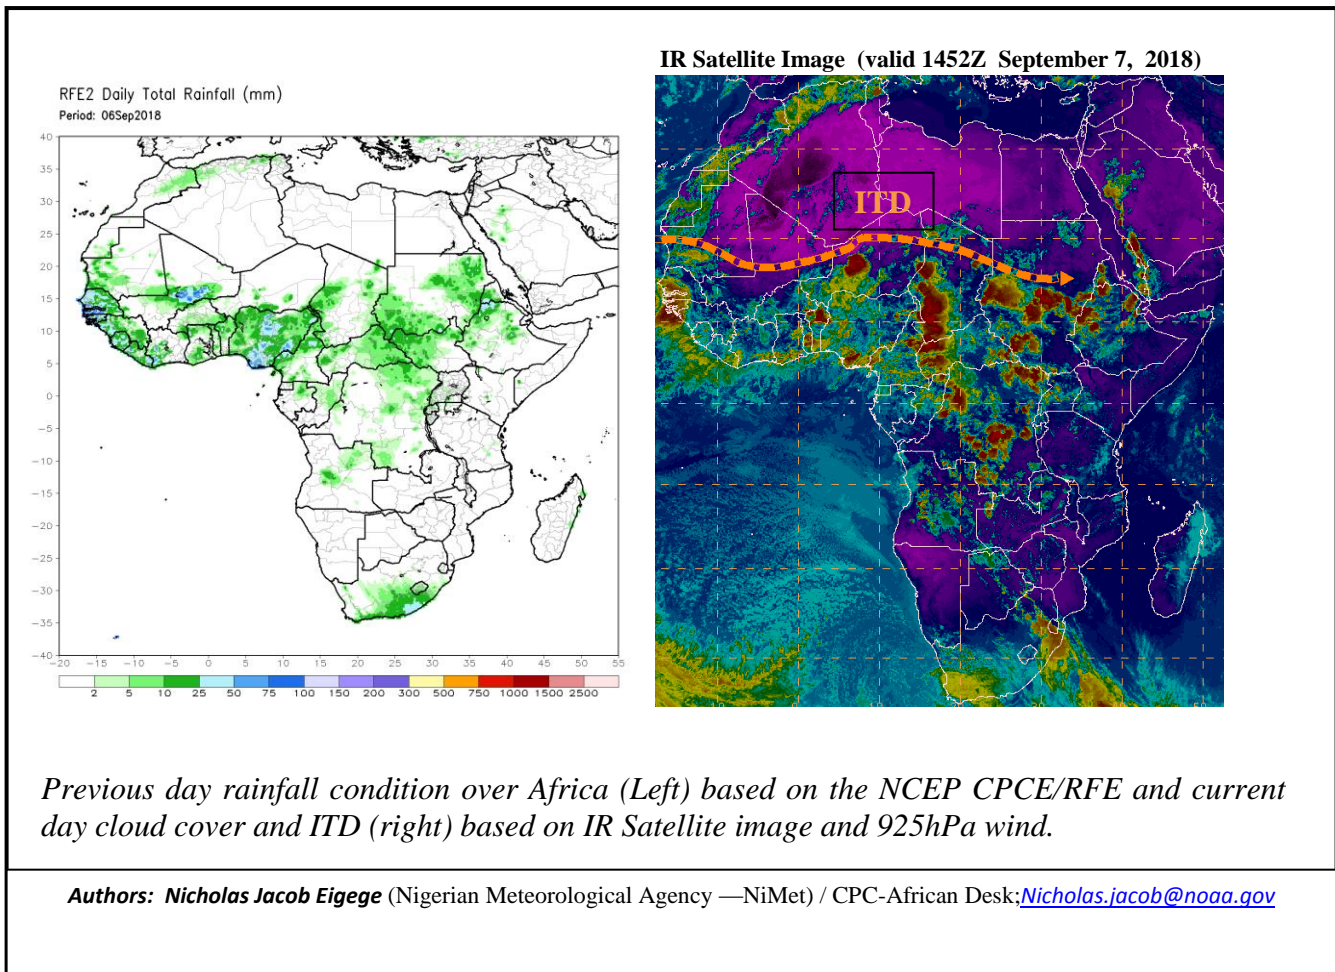 IR Satellite Image (valid 1452Z September 7, 2018)
RFE2 Daily Total Rainfall (mm)
Period: 06Sep2018
40
35
30
25
20
15
10
5
0
-5
-10
-15
-20
-25
-30
-35
-40
-20 -15 -10 -5 0 5 10 15 20 25 30 35 40 45 50 55
2 5 10 25 50 75 100 150 200 300 500 750 1000 1500 2500
ITD
Previous day rainfall condition over Africa (Left) based on the NCEP CPCE/RFE and current
day cloud cover and ITD (right) based on IR Satellite image and 925hPa wind.
Authors: Nicholas Jacob Eigege (Nigerian Meteorological Agency —NiMet) / CPC-African Desk;Nicholas.jacob@noaa.gov